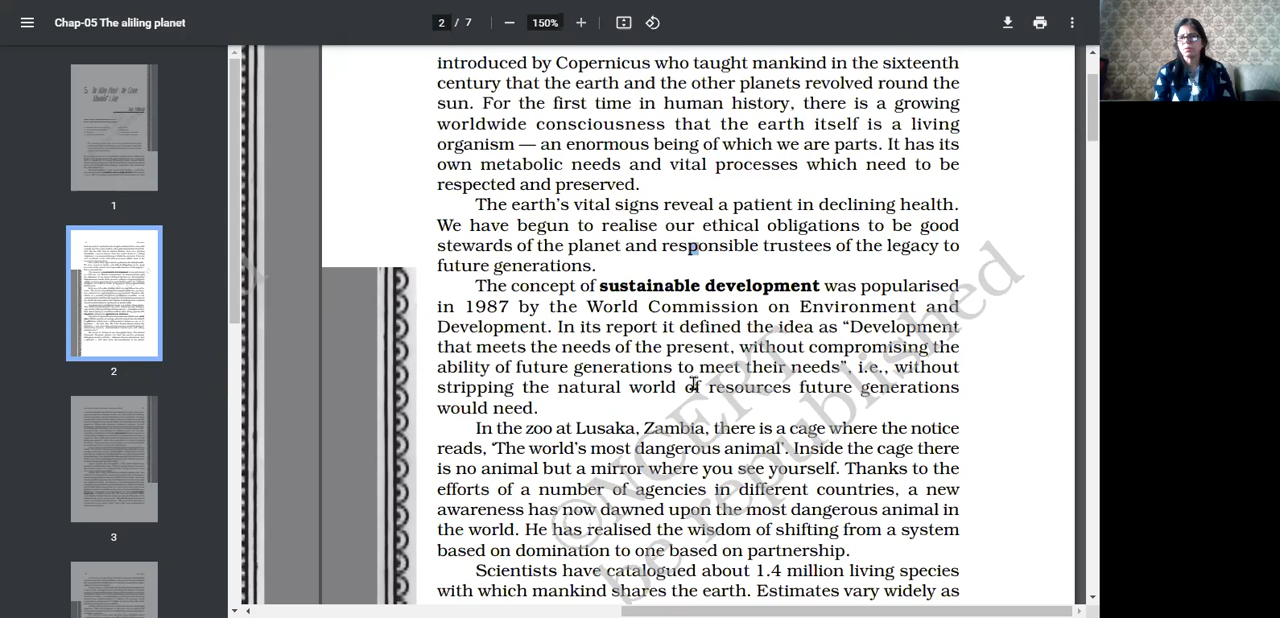 Chap-05 The aliling planet
2 / 7
150%
1
2
3
introduced by Copernicus who taught mankind in the sixteenth
century that the earth and the other planets revolved round the
sun. For the first time in human history, there is a growing
worldwide consciousness that the earth itself is a living
organism — an enormous being of which we are parts. It has its
own metabolic needs and vital processes which need to be
respected and preserved.
The earth's vital signs reveal a patient in declining health.
We have begun to realise our ethical obligations to be good
stewards of the planet and responsible trustees of the legacy to
future generations.
The concept of sustainable development was popularised
in 1987 by the World Commission on Environment and
Development. In its report it defined the idea as “Development
that meets the needs of the present, without compromising the
ability of future generations to meet their needs”, i.e., without
stripping the natural world of resources future generations
would need.
In the zoo at Lusaka, Zambia, there is a cage where the notice
reads, ‘The world's most dangerous animal’. Inside the cage there
is no animal but a mirror where you see yourself. Thanks to the
efforts of a number of agencies in different countries, a new
awareness has now dawned upon the most dangerous animal in
the world. He has realised the wisdom of shifting from a system
based on domination to one based on partnership.
Scientists have catalogued about 1.4 million living species
with which mankind shares the earth. Estimates vary widely as
© NCERT
be republished